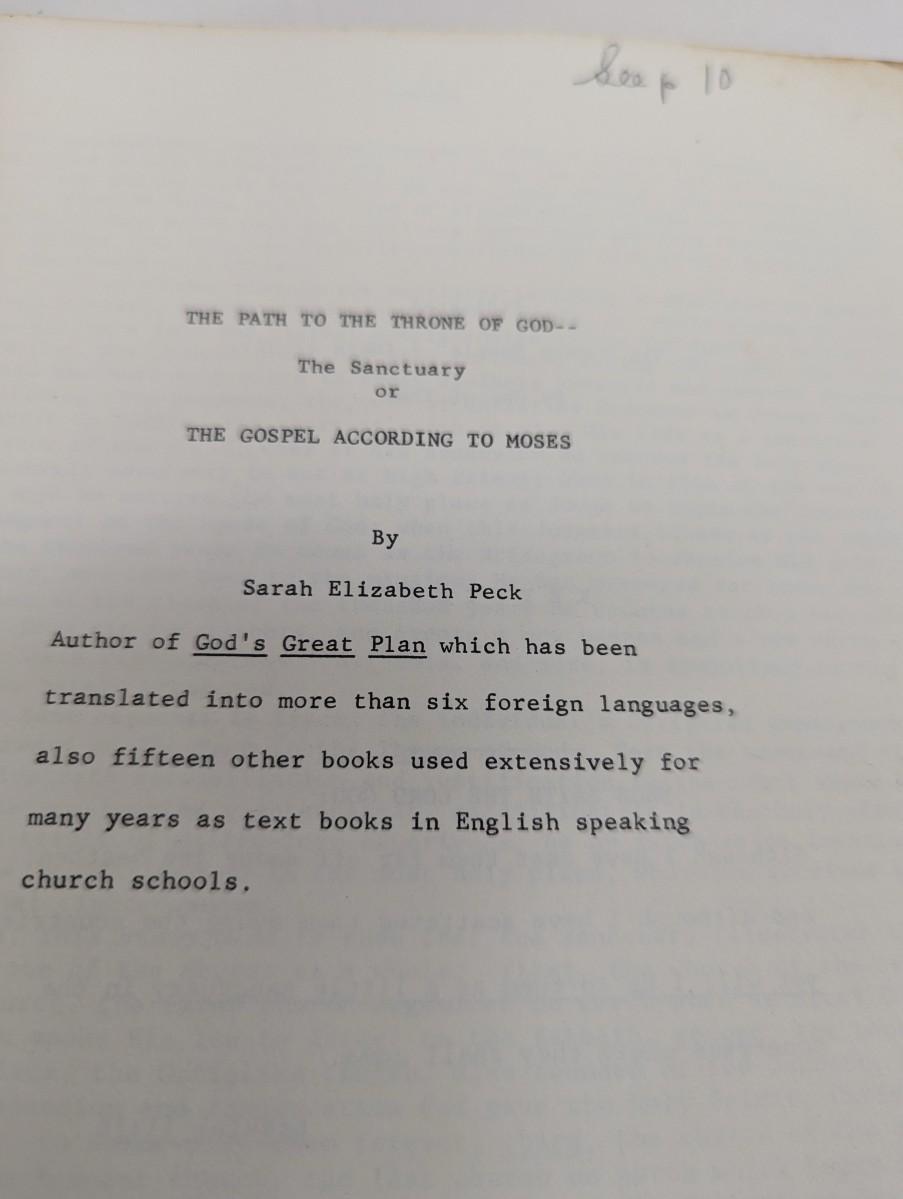 See p 10
THE PATH TO THE THRONE OF GOD--
The Sanctuary
or
THE GOSPEL ACCORDING TO MOSES
By
Sarah Elizabeth Peck
Author of God's Great Plan which has been
translated into more than six foreign languages,
also fifteen other books used extensively for
many years as text books in English speaking
church schools.